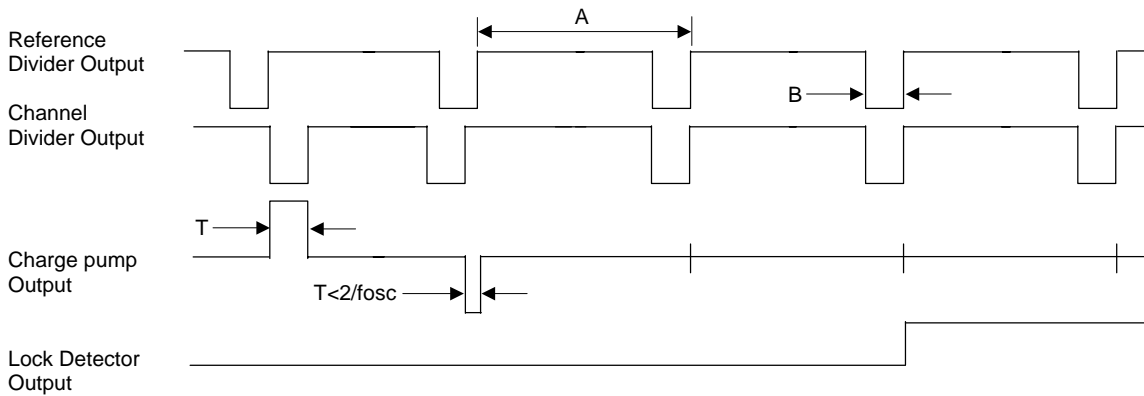 A
Reference
Divider Output
B
Channel
Divider Output
T
Charge pump
Output
T<2/fosc
Lock Detector
Output